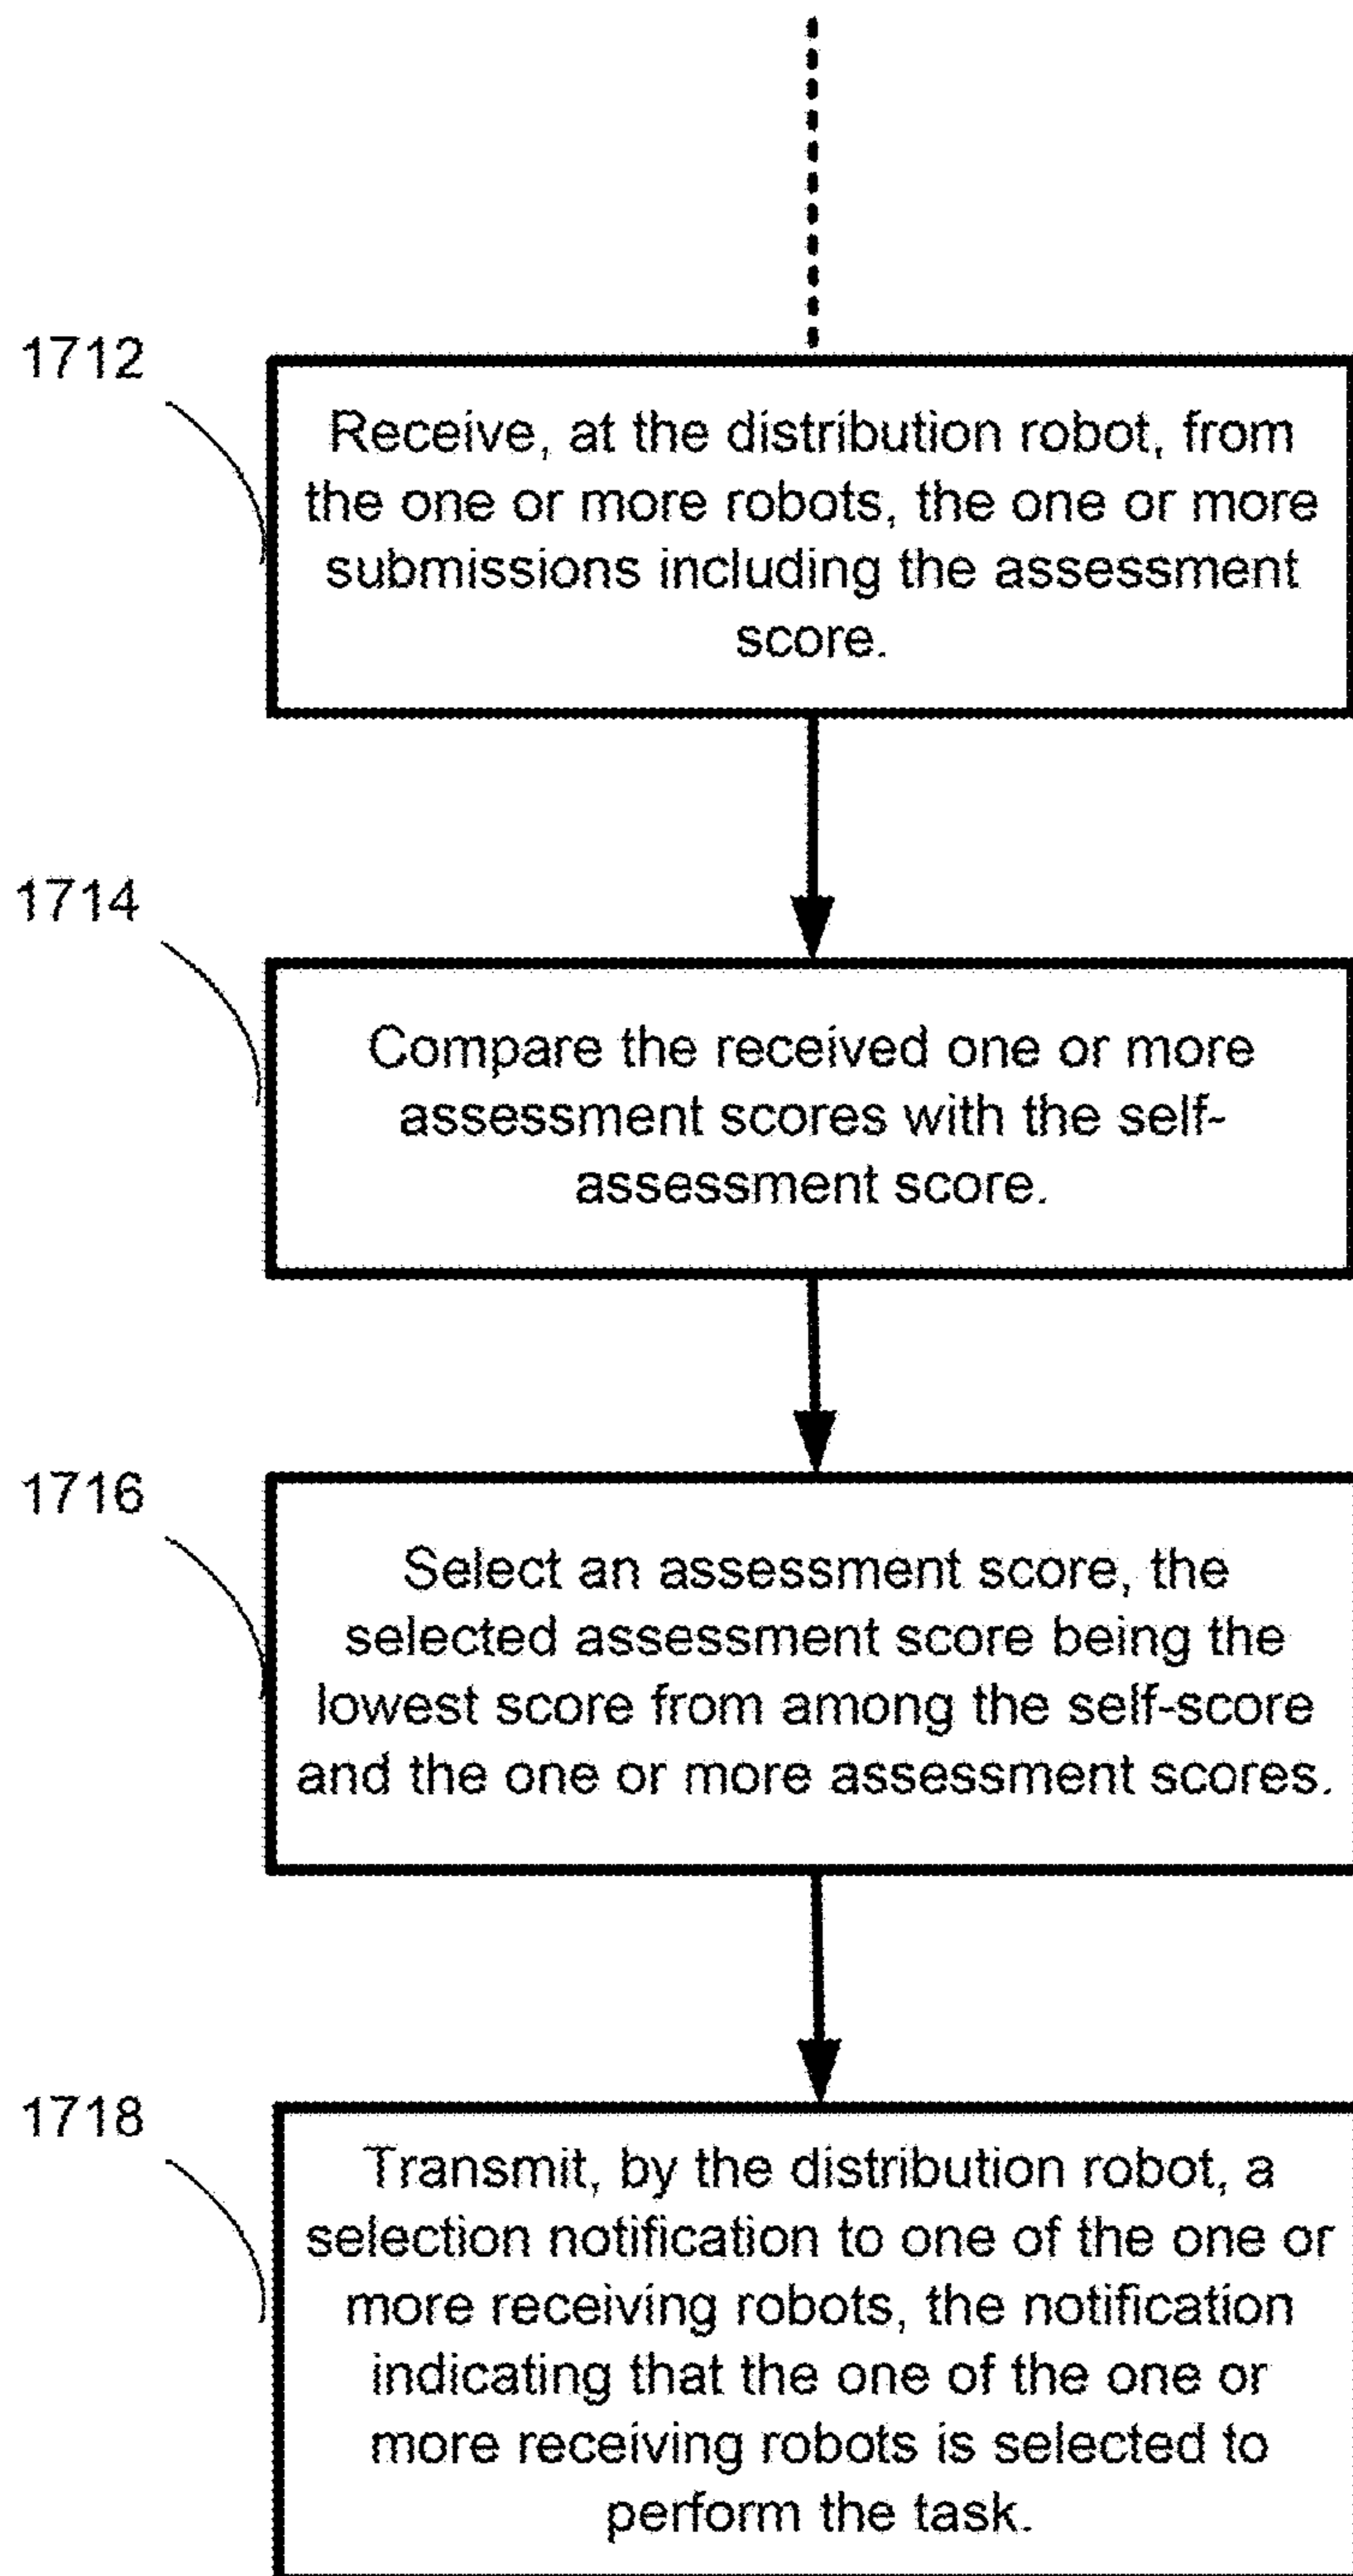 1712
Receive, at the distribution robot, from
the one or more robots, the one or more
submissions including the assessment
score.
1714
Compare the received one or more
assessment scores with the self-
assessment score.
1716
Select an assessment score, the
selected assessment score being the
lowest score from among the self-score
and the one or more assessment scores.
1718
Transmit, by the distribution robot, a
selection notification to one of the one or
more receiving robots, the notification
indicating that the one of the one or
more receiving robots is selected to
perform the task.